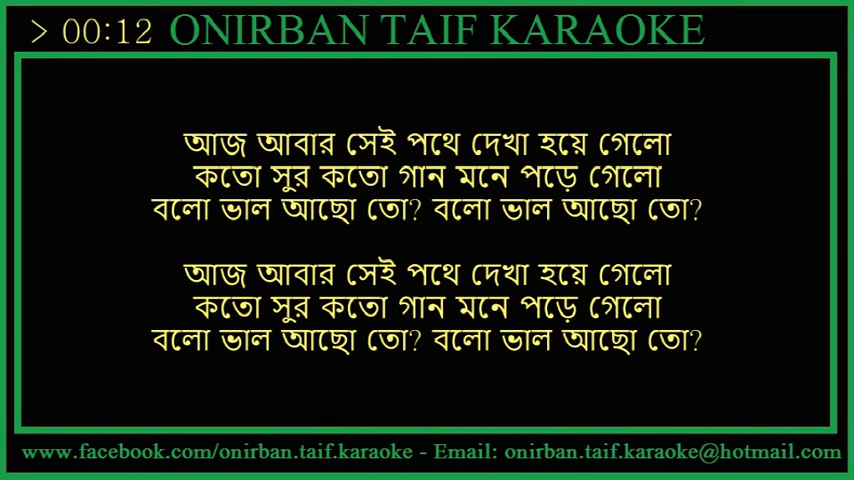 > 00:12 ONIRBAN TAIF KARAOKE
আজ আবার সেই পথে দেখা হয়ে গেলো
কতো সুর কতো গান মনে পড়ে গেলো
বলো ভাল আছো তো? বলো ভাল আছো তো?
আজ আবার সেই পথে দেখা হয়ে গেলো
কতো সুর কতো গান মনে পড়ে গেলো
বলো ভাল আছো তো? বলো ভাল আছো তো?
www.facebook.com/onirban.taif.karaoke - Email: onirban.taif.karaoke@hotmail.com